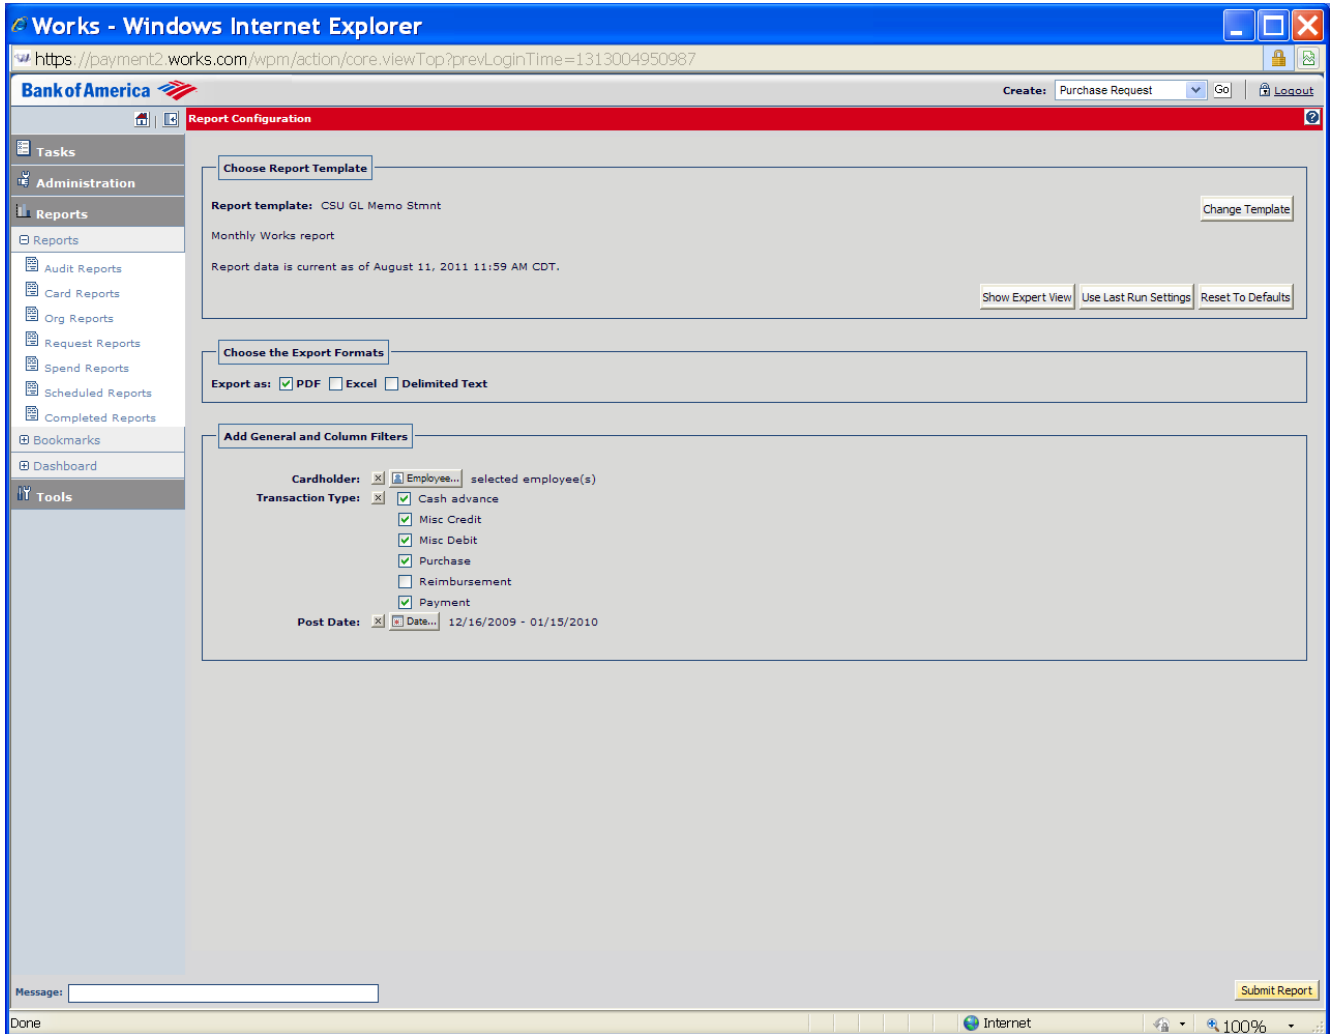 Works - Windows Internet Explorer
https://payment2.works.com/wpm/action/core.viewTop?prevLoginTime=1313004950987
Bank of America
Create: Purchase Request Go Logout
Report Configuration
Tasks
Administration
Reports
Reports
Audit Reports
Card Reports
Org Reports
Request Reports
Spend Reports
Scheduled Reports
Completed Reports
Bookmarks
Dashboard
Tools
Choose Report Template
Report template: CSU GL Memo Stmnt
Change Template
Monthly Works report
Report data is current as of August 11, 2011 11:59 AM CDT.
Show Expert View Use Last Run Settings Reset To Defaults
Choose the Export Formats
Export as: PDF Excel Delimited Text
Add General and Column Filters
Cardholder: Employee... selected employee(s)
Transaction Type: Cash advance
Misc Credit
Misc Debit
Purchase
Reimbursement
Payment
Post Date: Date... 12/16/2009 - 01/15/2010
Message:
Submit Report
Done Internet 100%